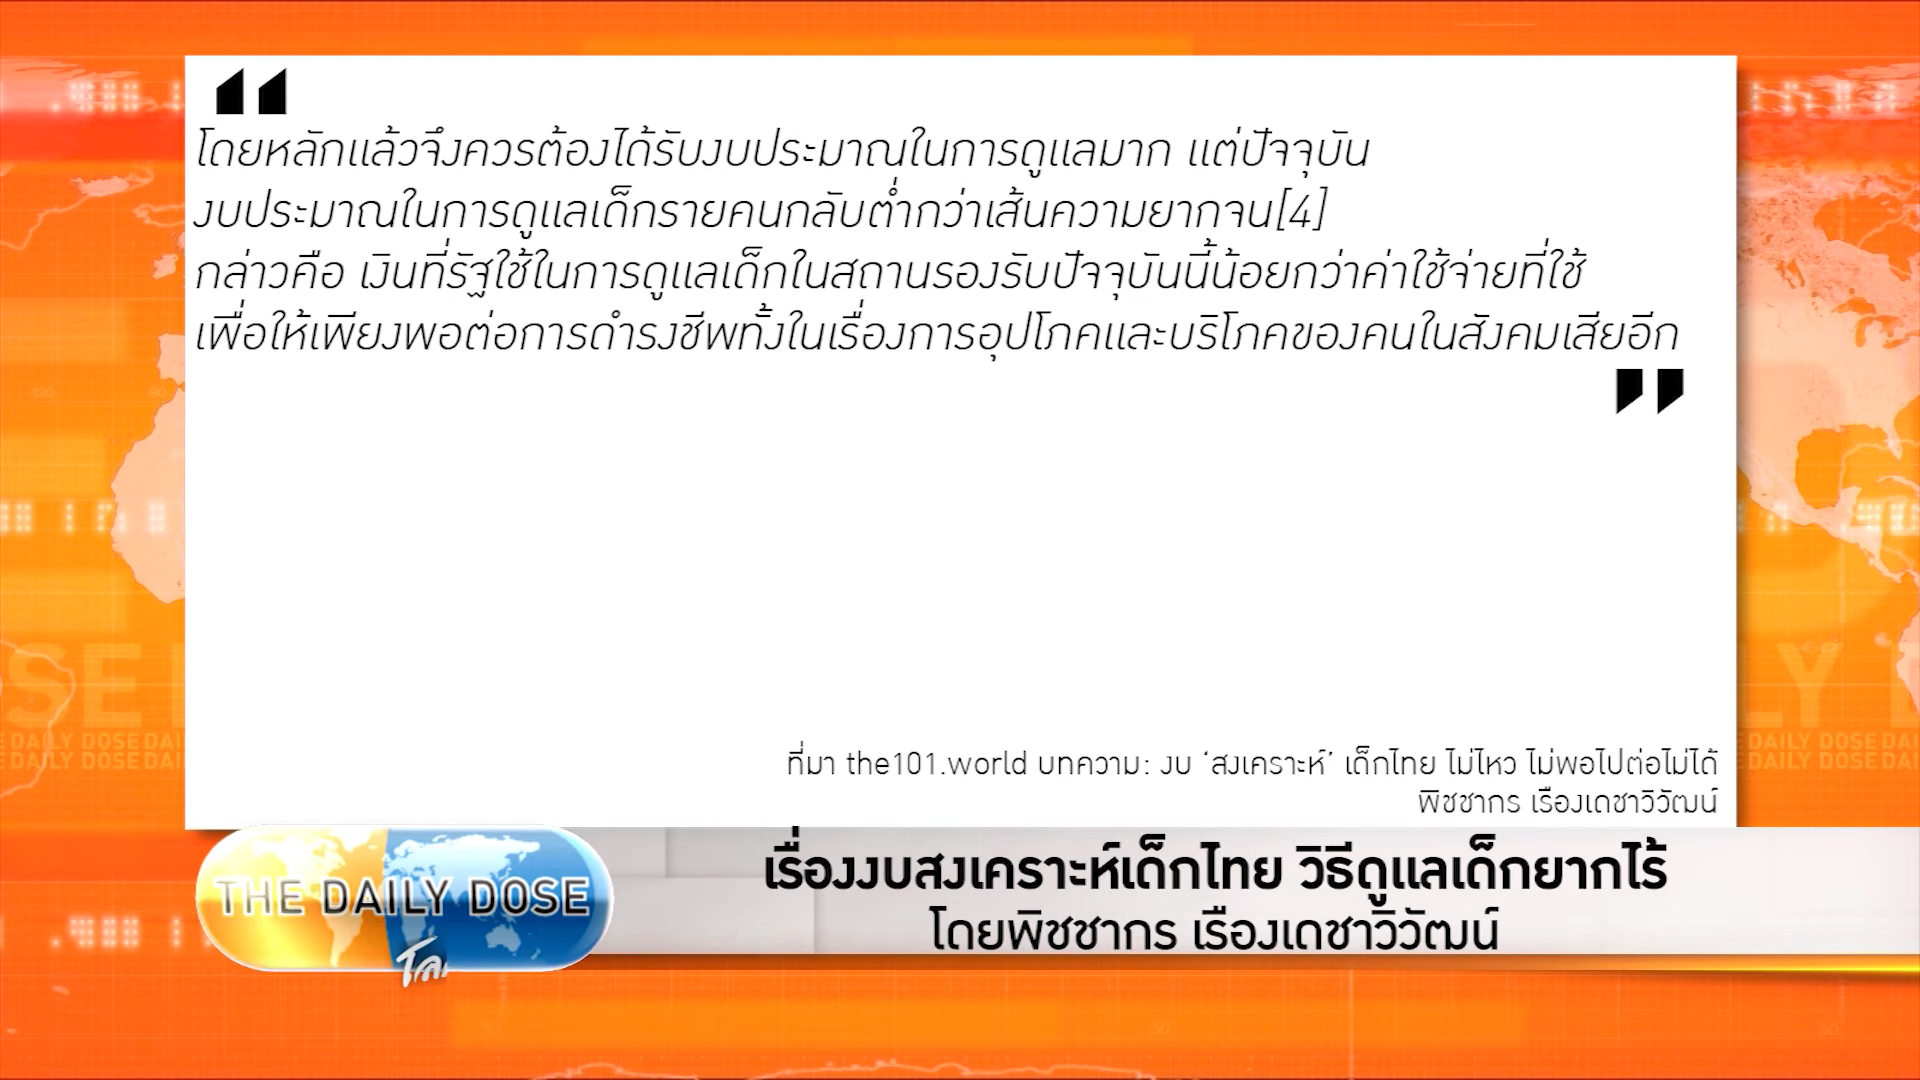 “
โดยหลักแล้วจึงควรต้องได้รับงบประมาณในการดูแลมาก แต่ปัจจุบัน
งบประมาณในการดูแลเด็กรายคนกลับต่ำกว่าเส้นความยากจน[4]
กล่าวคือ เงินที่รัฐใช้ในการดูแลเด็กในสถานรองรับปัจจุบันนี้น้อยกว่าค่าใช้จ่ายที่ใช้
เพื่อให้เพียงพอต่อการดำรงชีพทั้งในเรื่องการอุปโภคและบริโภคของคนในสังคมเสียอีก
”
ที่มา the101.world บทความ: งบ ‘สงเคราะห์’ เด็กไทย ไม่ไหว ไม่พอไปต่อไม่ได้
พิชชากร เรืองเดชาวิวัฒน์
THE DAILY DOSE
เรื่องงบสงเคราะห์เด็กไทย วิธีดูแลเด็กยากไร้
โดยพิชชากร เรืองเดชาวิวัฒน์